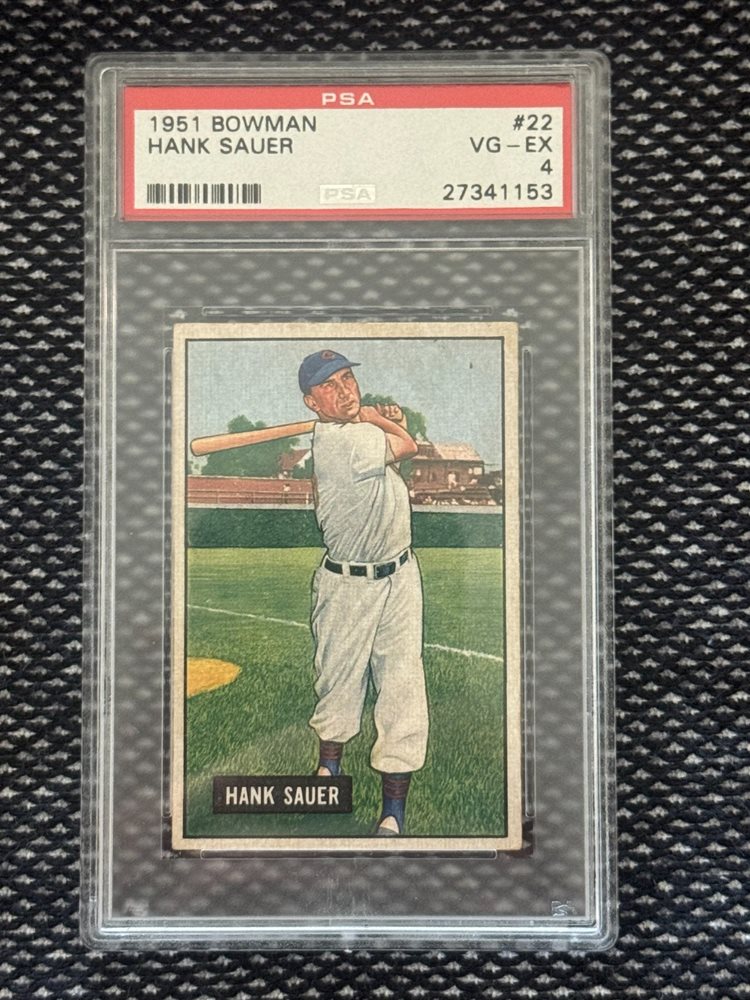 PSA
1951 BOWMAN #22
HANK SAUER VG-EX
4
PSA 27341153
C
HANK SAUER